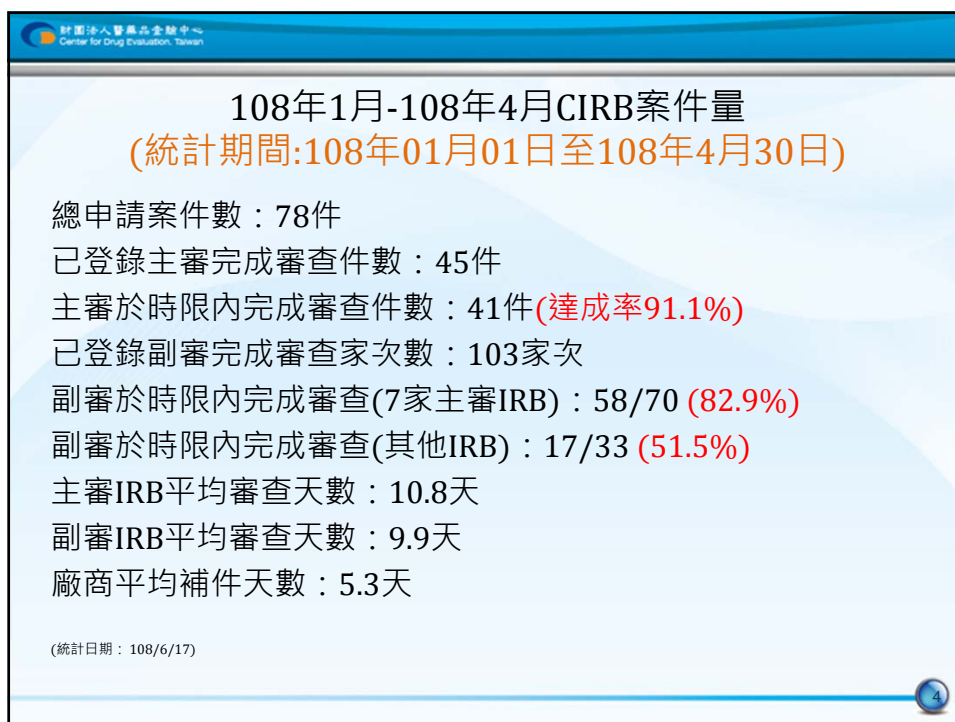 財團法人醫藥品查驗中心
Center for Drug Evaluation, Taiwan
108年1月-108年4月CIRB案件量
(統計期間:108年01月01日至108年4月30日)
總申請案件數：78件
已登錄主審完成審查件數：45件
主審於時限內完成審查件數：41件(達成率91.1%)
已登錄副審完成審查家次數：103家次
副審於時限內完成審查(7家主審IRB)：58/70 (82.9%)
副審於時限內完成審查(其他IRB)：17/33 (51.5%)
主審IRB平均審查天數：10.8天
副審IRB平均審查天數：9.9天
廠商平均補件天數：5.3天
(統計日期： 108/6/17)
4